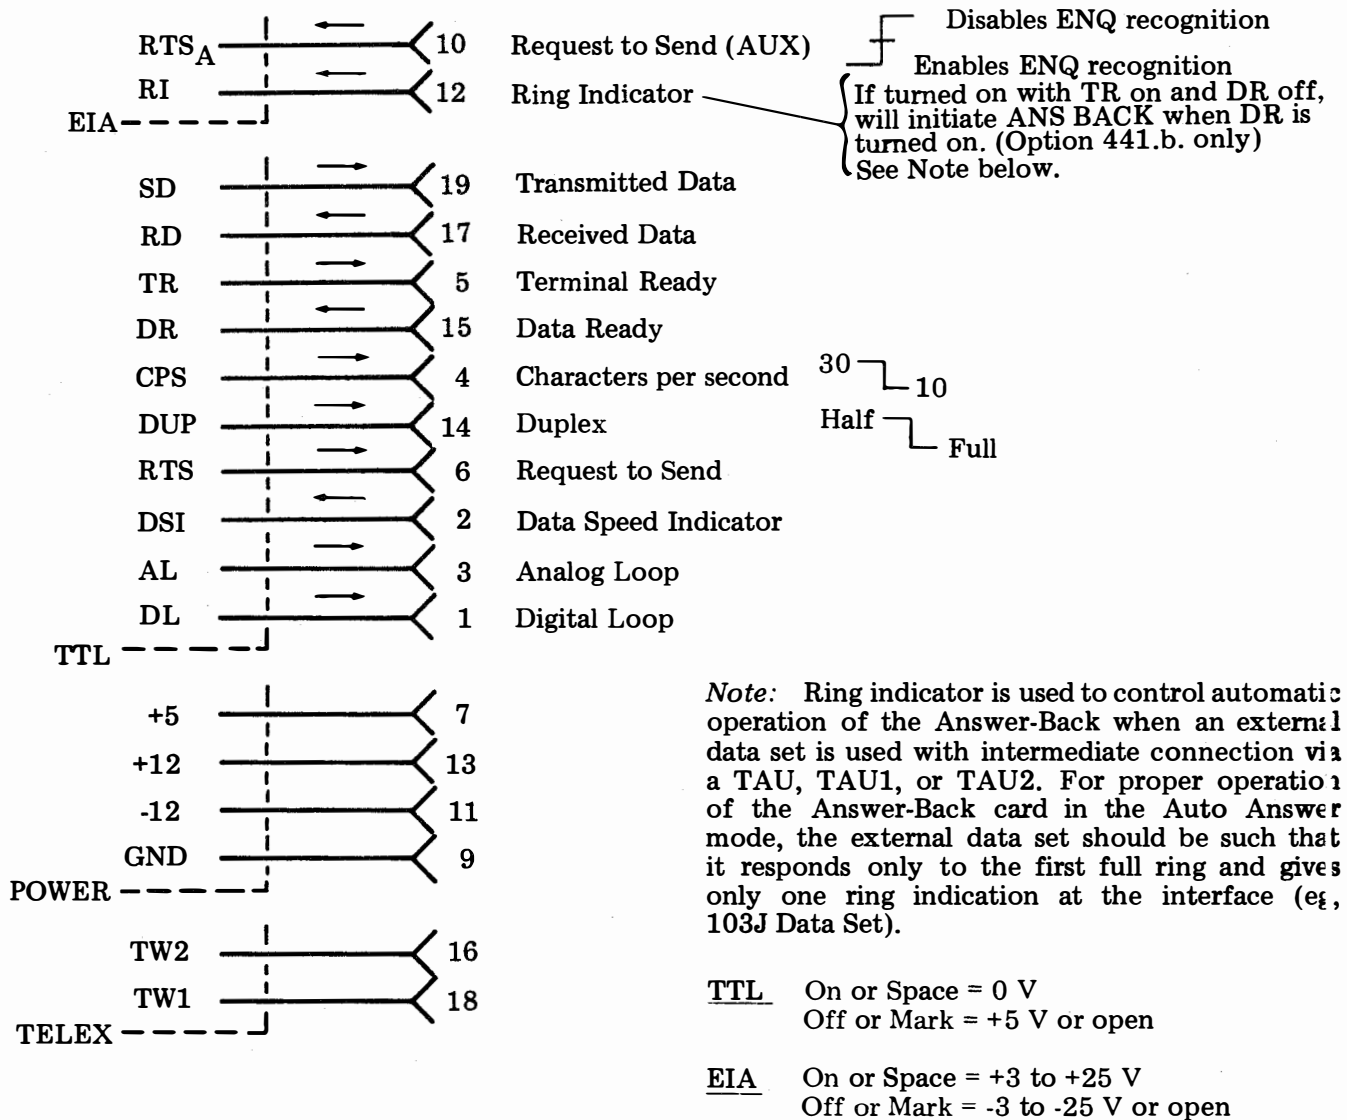 RTSA 10 Request to Send (AUX) Disables ENQ recognition
Enables ENQ recognition
RI 12 Ring Indicator
If turned on with TR on and DR off,
will initiate ANS BACK when DR is
turned on. (Option 441.b. only)
See Note below.
EIA
SD 19 Transmitted Data
RD 17 Received Data
TR 5 Terminal Ready
DR 15 Data Ready
CPS 4 Characters per second 30 10
DUP 14 Duplex Half Full
RTS 6 Request to Send
DSI 2 Data Speed Indicator
AL 3 Analog Loop
DL 1 Digital Loop
TTL
+5 7
+12 13
-12 11
GND 9
POWER
TW2 16
TW1 18
TELEX
Note: Ring indicator is used to control automatic
operation of the Answer-Back when an external
data set is used with intermediate connection via
a TAU, TAU1, or TAU2. For proper operation
of the Answer-Back card in the Auto Answer
mode, the external data set should be such that
it responds only to the first full ring and gives
only one ring indication at the interface (eg,
103J Data Set).
TTL On or Space = 0 V
Off or Mark = +5 V or open
EIA On or Space = +3 to +25 V
Off or Mark = -3 to -25 V or open